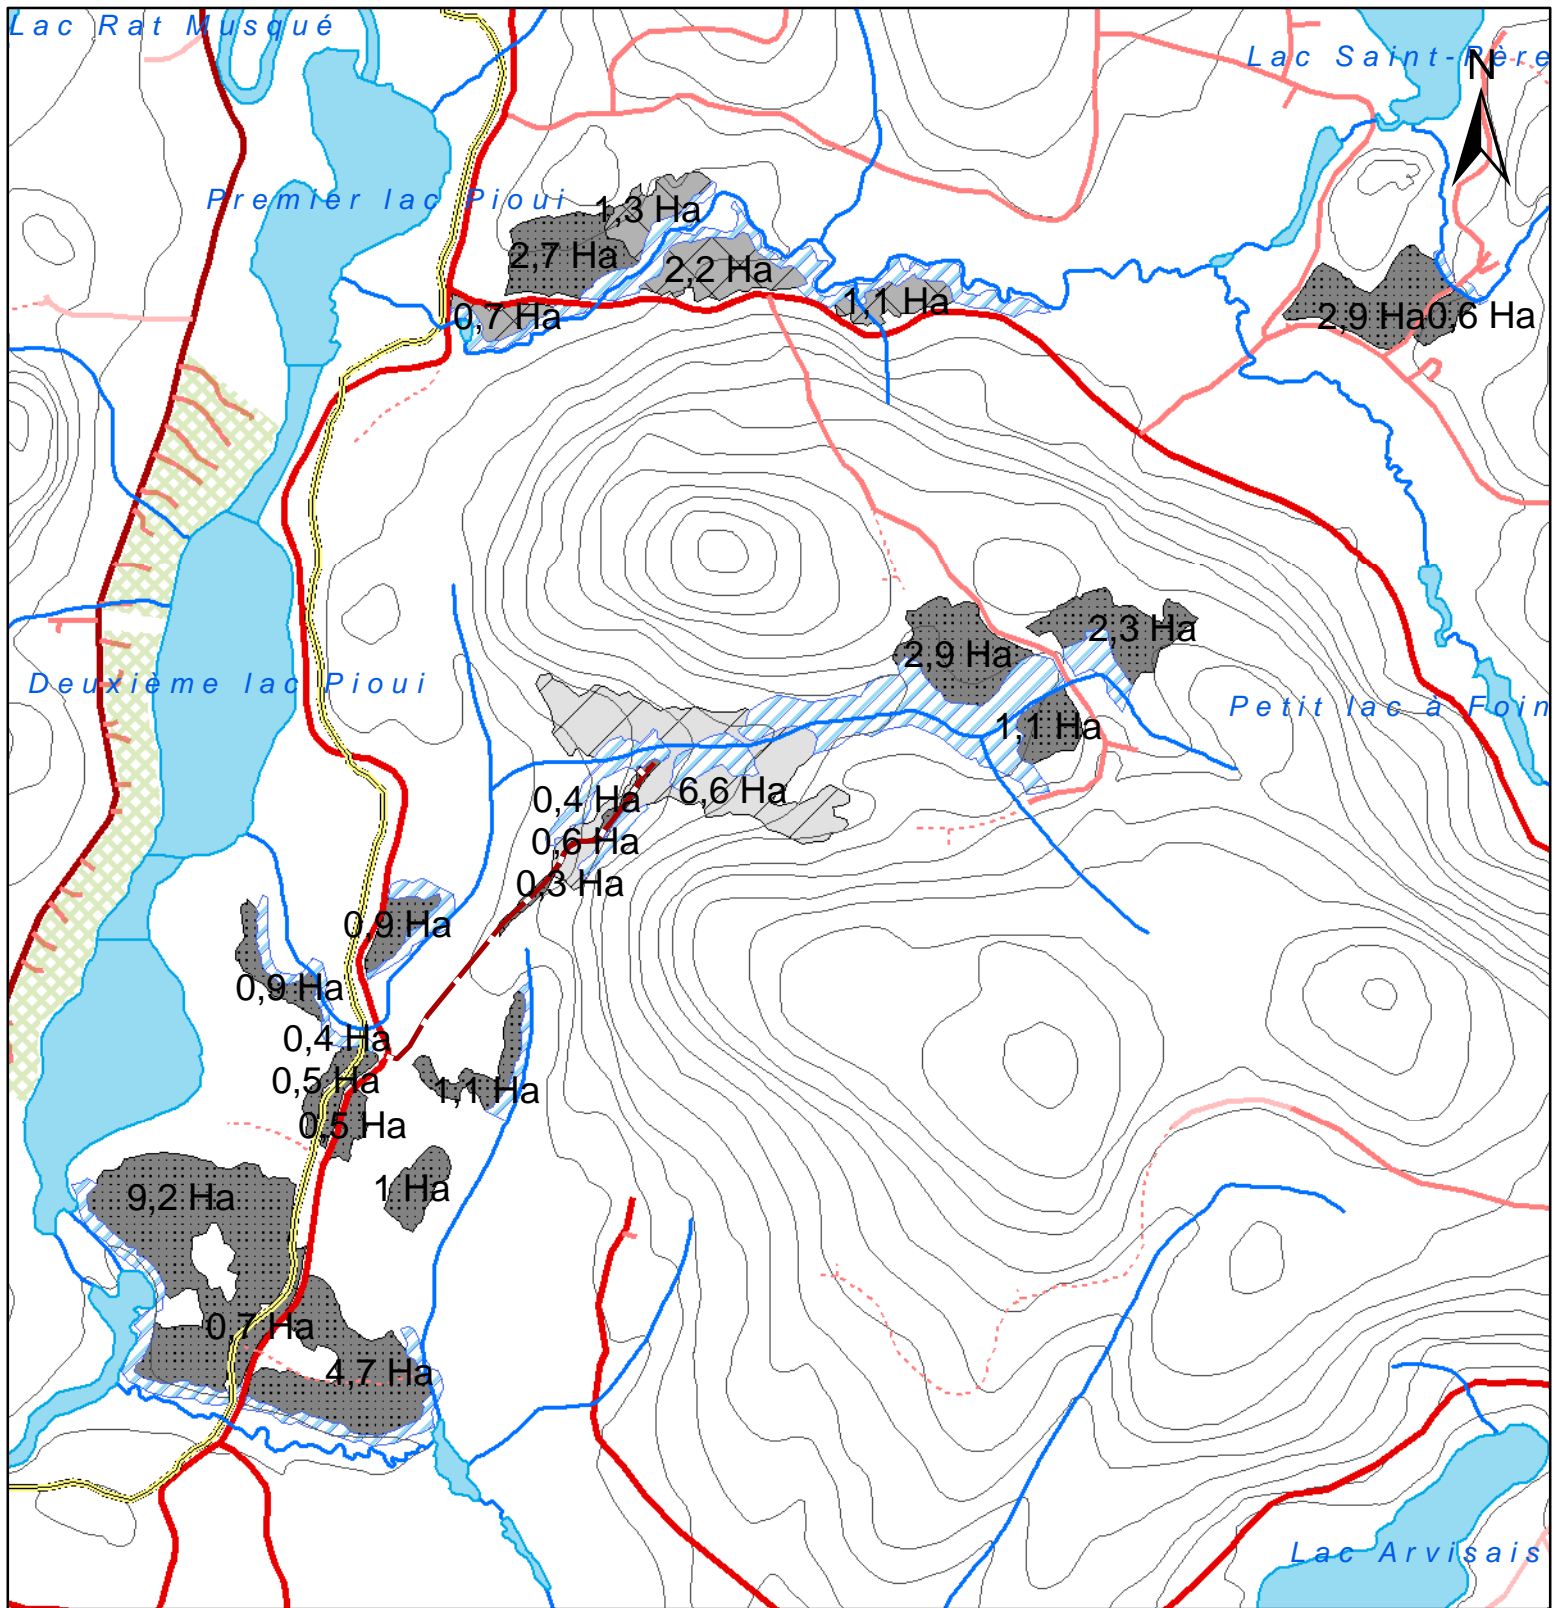 Lac Rat Musqué
Lac Saint-Père
N
Premier lac Pioui
1,3 Ha
2,7 Ha
2,2 Ha
1,1 Ha
0,7 Ha
2,9 Ha
0,6 Ha
2,3 Ha
2,9 Ha
Deuxième lac Pioui
Petit lac à Foin
1,1 Ha
6,6 Ha
0,4 Ha
0,6 Ha
0,3 Ha
0,9 Ha
0,9 Ha
0,4 Ha
0,5 Ha
1,1 Ha
0,5 Ha
1 Ha
9,2 Ha
0,7 Ha
4,7 Ha
Lac Arvisais